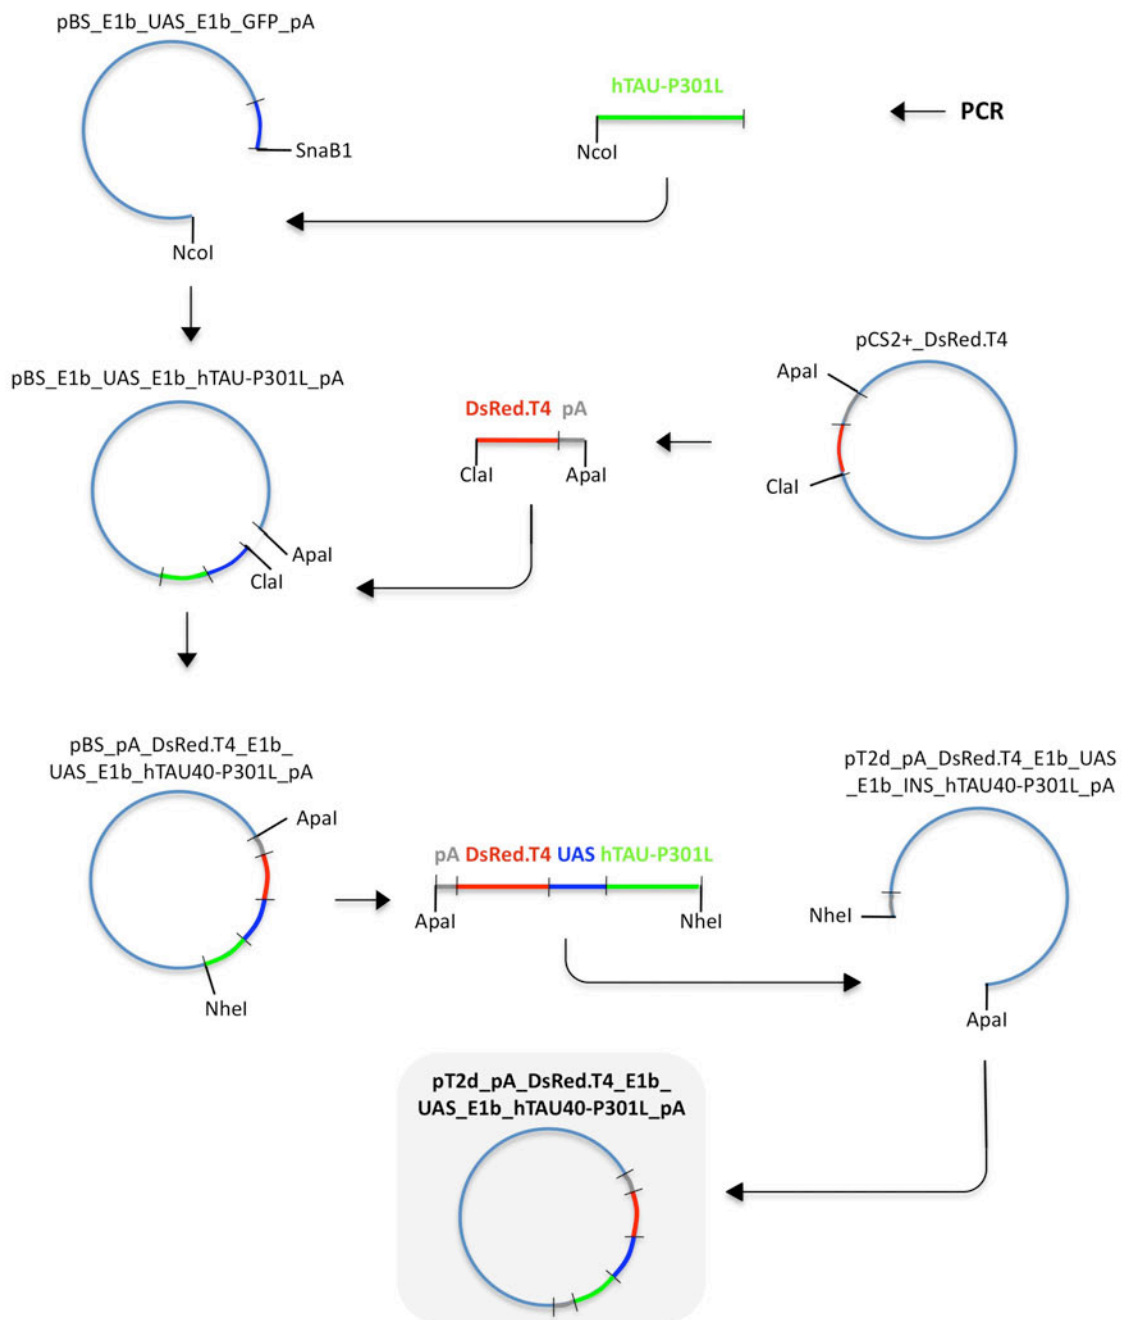 pBS_E1b_UAS_E1b_GFP_pA
hTAU-P301L
PCR
SnaB1
NcoI
NcoI
pCS2+_DsRed.T4
ApaI
pBS_E1b_UAS_E1b_hTAU-P301L_pA
DsRed.T4 pA
ClaI
ApaI
ClaI
ApaI
ClaI
pBS_pA_DsRed.T4_E1b_
UAS_E1b_hTAU40-P301L_pA
pT2d_pA_DsRed.T4_E1b_UAS
_E1b_INS_hTAU40-P301L_pA
ApaI
pA DsRed.T4 UAS hTAU-P301L
ApaI
NheI
NheI
NheI
ApaI
pT2d_pA_DsRed.T4_E1b_
UAS_E1b_hTAU40-P301L_pA